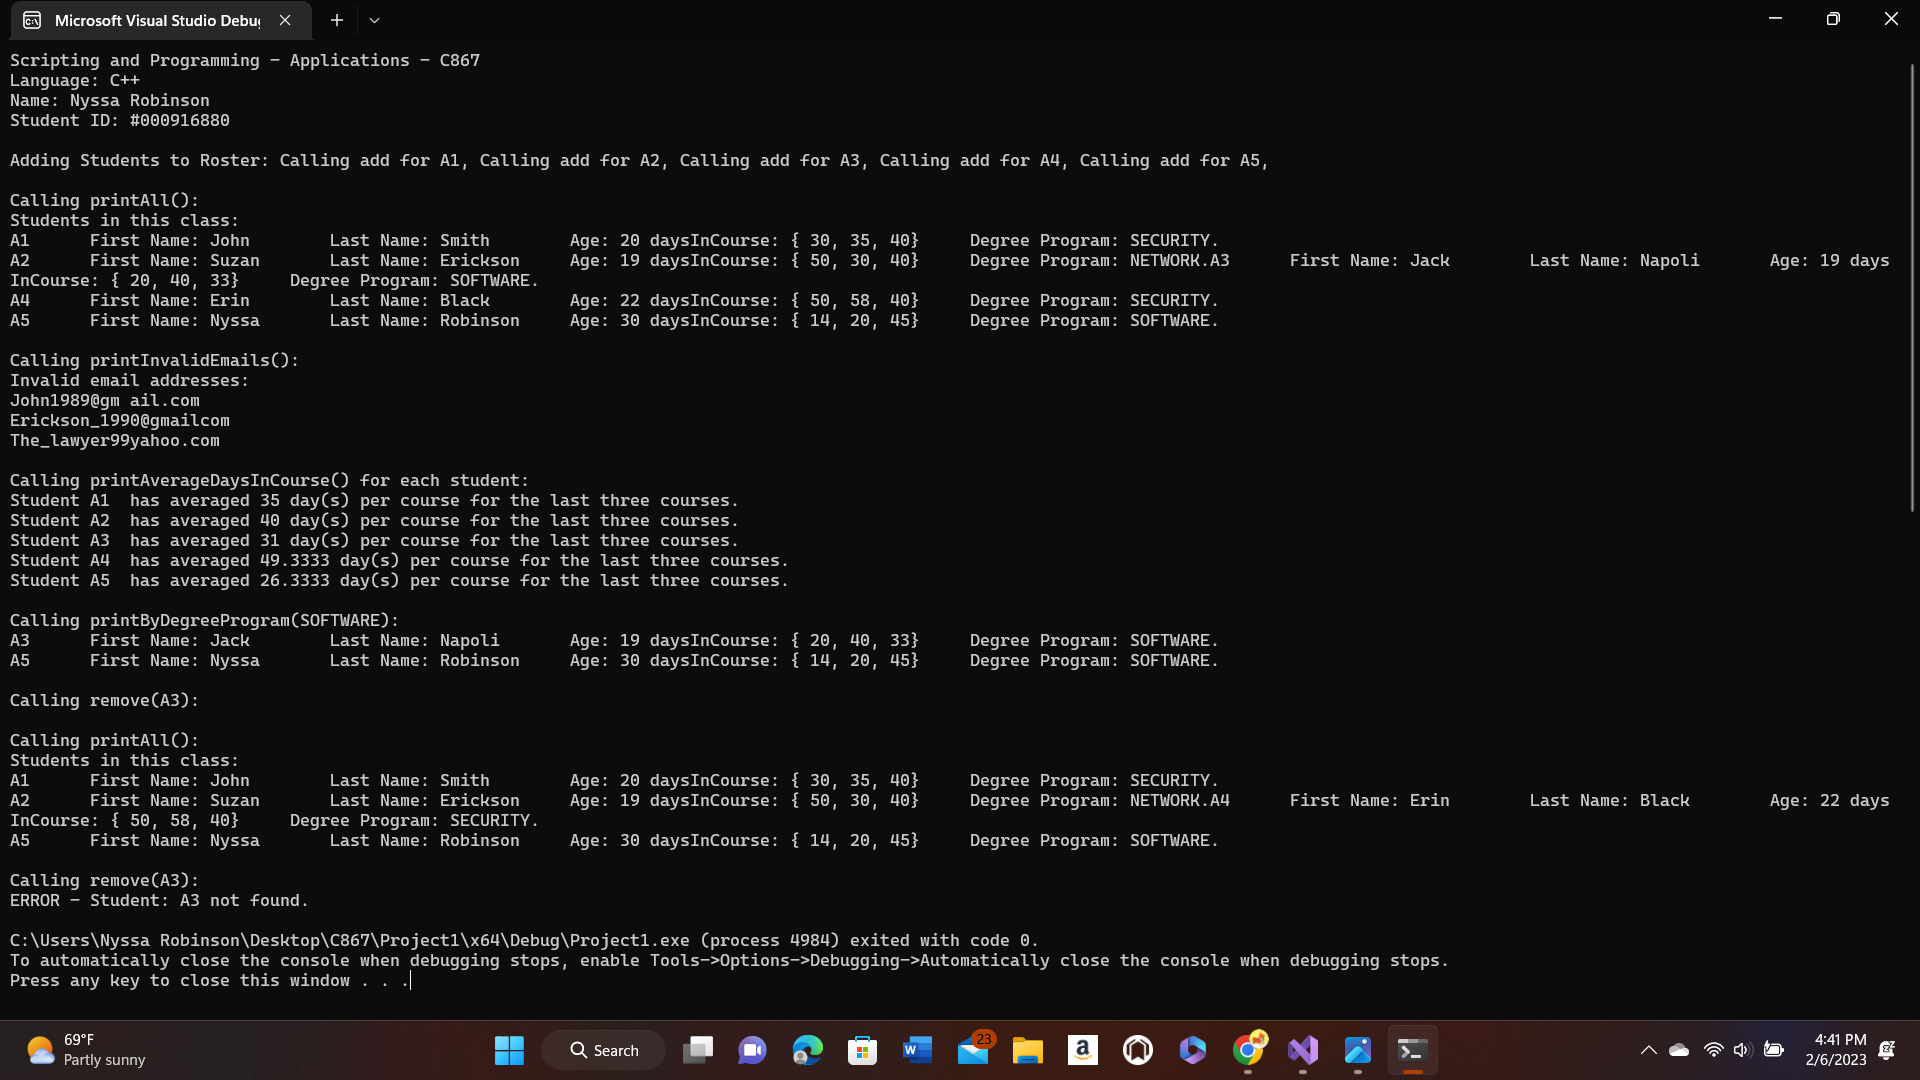 Microsoft Visual Studio Debu
Scripting and Programming – Applications – C867
Language: C++
Name: Nyssa Robinson
Student ID: #000916880
Adding Students to Roster: Calling add for A1, Calling add for A2, Calling add for A3, Calling add for A4, Calling add for A5,
Calling printAll():
Students in this class:
A1 First Name: John Last Name: Smith Age: 20 daysInCourse: { 30, 35, 40} Degree Program: SECURITY.
A2 First Name: Suzan Last Name: Erickson Age: 19 daysInCourse: { 50, 30, 40} Degree Program: NETWORK.A3 First Name: Jack Last Name: Napoli Age: 19 days
InCourse: { 20, 40, 33} Degree Program: SOFTWARE.
A4 First Name: Erin Last Name: Black Age: 22 daysInCourse: { 50, 58, 40} Degree Program: SECURITY.
A5 First Name: Nyssa Last Name: Robinson Age: 30 daysInCourse: { 14, 20, 45} Degree Program: SOFTWARE.
Calling printInvalidEmails():
Invalid email addresses:
John1989@gm ail.com
Erickson_1990@gmailcom
The_lawyer99yahoo.com
Calling printAverageDaysInCourse() for each student:
Student A1 has averaged 35 day(s) per course for the last three courses.
Student A2 has averaged 40 day(s) per course for the last three courses.
Student A3 has averaged 31 day(s) per course for the last three courses.
Student A4 has averaged 49.3333 day(s) per course for the last three courses.
Student A5 has averaged 26.3333 day(s) per course for the last three courses.
Calling printByDegreeProgram(SOFTWARE):
A3 First Name: Jack Last Name: Napoli Age: 19 daysInCourse: { 20, 40, 33} Degree Program: SOFTWARE.
A5 First Name: Nyssa Last Name: Robinson Age: 30 daysInCourse: { 14, 20, 45} Degree Program: SOFTWARE.
Calling remove(A3):
Calling printAll():
Students in this class:
A1 First Name: John Last Name: Smith Age: 20 daysInCourse: { 30, 35, 40} Degree Program: SECURITY.
A2 First Name: Suzan Last Name: Erickson Age: 19 daysInCourse: { 50, 30, 40} Degree Program: NETWORK.A4 First Name: Erin Last Name: Black Age: 22 days
InCourse: { 50, 58, 40} Degree Program: SECURITY.
A5 First Name: Nyssa Last Name: Robinson Age: 30 daysInCourse: { 14, 20, 45} Degree Program: SOFTWARE.
Calling remove(A3):
ERROR – Student: A3 not found.
C:\Users\Nyssa Robinson\Desktop\C867\Project1\x64\Debug\Project1.exe (process 4984) exited with code 0.
To automatically close the console when debugging stops, enable Tools->Options->Debugging->Automatically close the console when debugging stops.
Press any key to close this window . . .
69°F
Partly sunny
Search
W
23
a
4:41 PM
2/6/2023